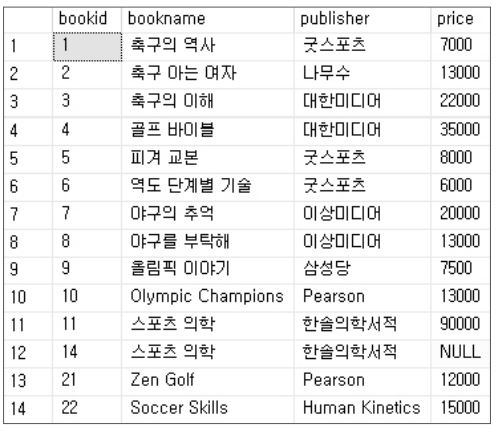 bookid bookname publisher price
1 1 축구의 역사 굿스포츠 7000
2 2 축구 아는 여자 나무수 13000
3 3 축구의 이해 대한미디어 22000
4 4 골프 바이블 대한미디어 35000
5 5 피겨 교본 굿스포츠 8000
6 6 역도 단계별 기술 굿스포츠 6000
7 7 야구의 추억 이상미디어 20000
8 8 야구를 부탁해 이상미디어 13000
9 9 올림픽 이야기 삼성당 7500
10 10 Olympic Champions Pearson 13000
11 11 스포츠 의학 한솔의학서적 90000
12 14 스포츠 의학 한솔의학서적 NULL
13 21 Zen Golf Pearson 12000
14 22 Soccer Skills Human Kinetics 15000